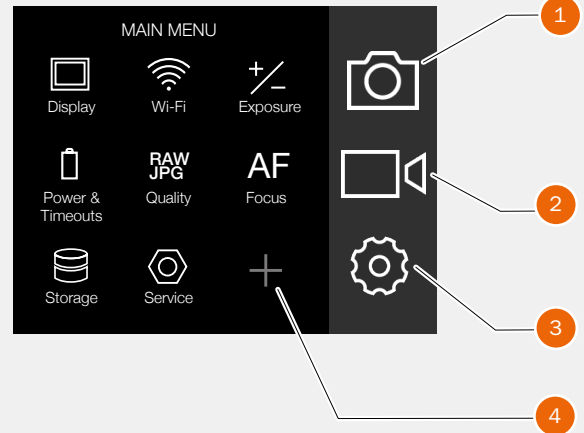 MAIN MENU
1
Display
Wi-Fi
+/−
Exposure
RAW
JPG
AF
Power &
Timeouts
Quality
Focus
2
Storage
Service
+
3
4